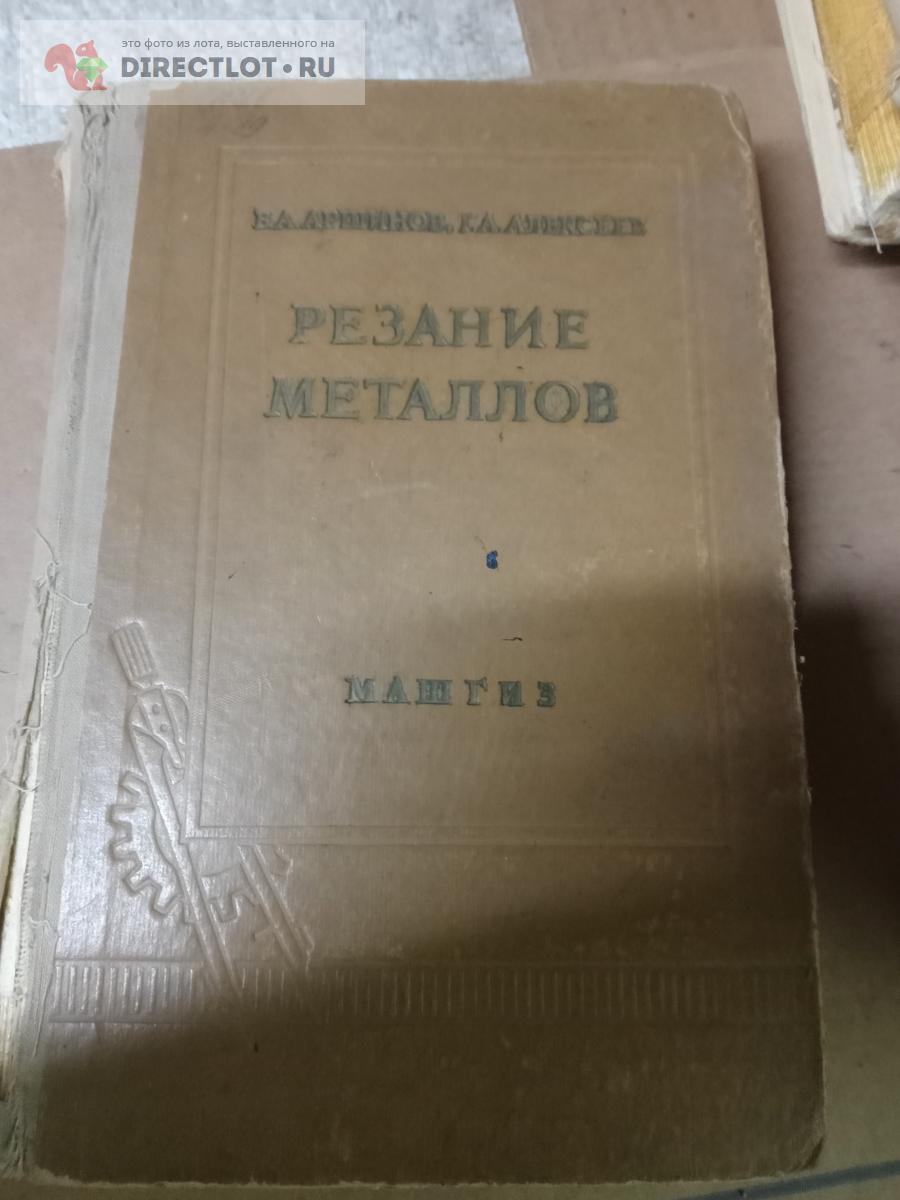 это фото из лота, выставленного на
DIRECTLOT•RU
В.А.АРШИНОВ, Г.А.АЛЕКСЕЕВ
РЕЗАНИЕ
МЕТАЛЛОВ
МАШГИЗ